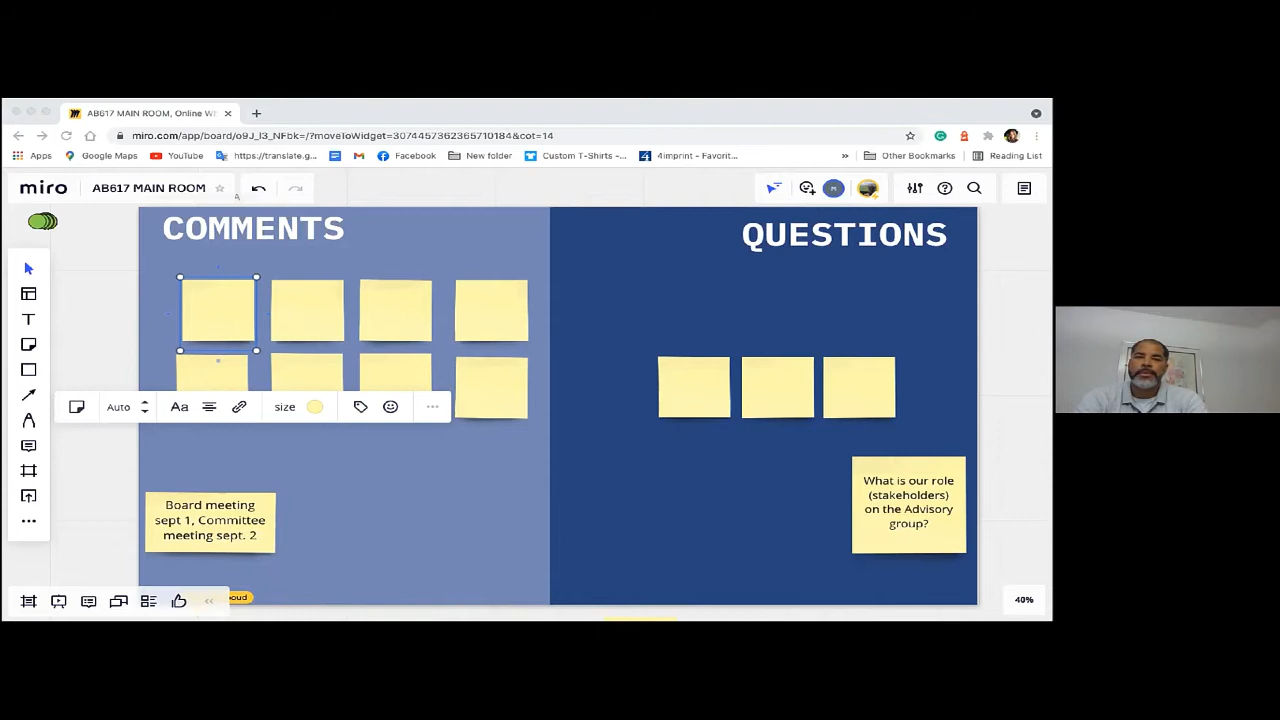 AB617 MAIN ROOM, Online W
miro.com/app/board/o9J_l3_NFbk=/?moveToWidget=3074457362365710184&cot=14
Apps Google Maps YouTube https://translate.g... Facebook New folder Custom T-Shirts –... 4imprint - Favorit... » Other Bookmarks Reading List
miro AB617 MAIN ROOM
M
COMMENTS
QUESTIONS
Auto Aa size
What is our role
(stakeholders)
on the Advisory
group?
Board meeting
sept 1, Committee
meeting sept. 2
oud
40%